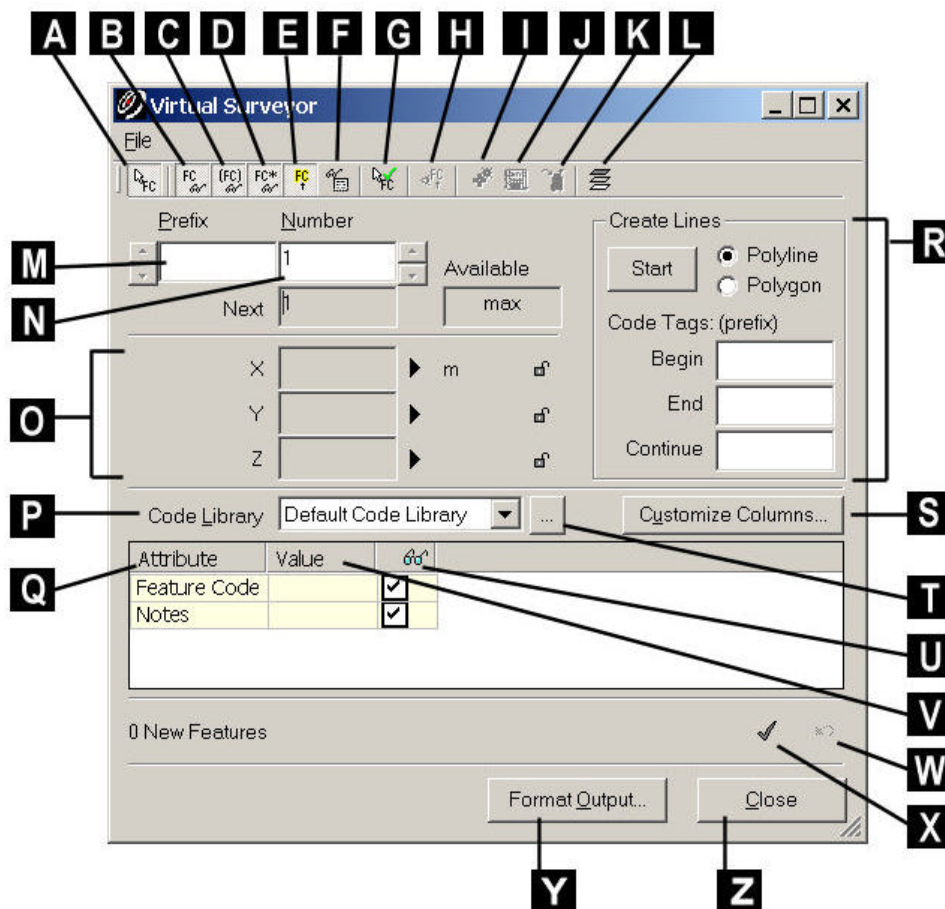 A B C D E F G H I J K L
Virtual Surveyor
File
FC FC (FC) FC* FC FC FC
Prefix Number Create Lines
R
M 1 Available Start Polyline
Polygon
N Next 1 max Code Tags: (prefix)
X m Begin
O Y End
Z Continue
P Code Library Default Code Library ... Customize Columns... S
Q Attribute Value T
Feature Code
Notes U
V
0 New Features
W
Format Output... Close X
Y Z